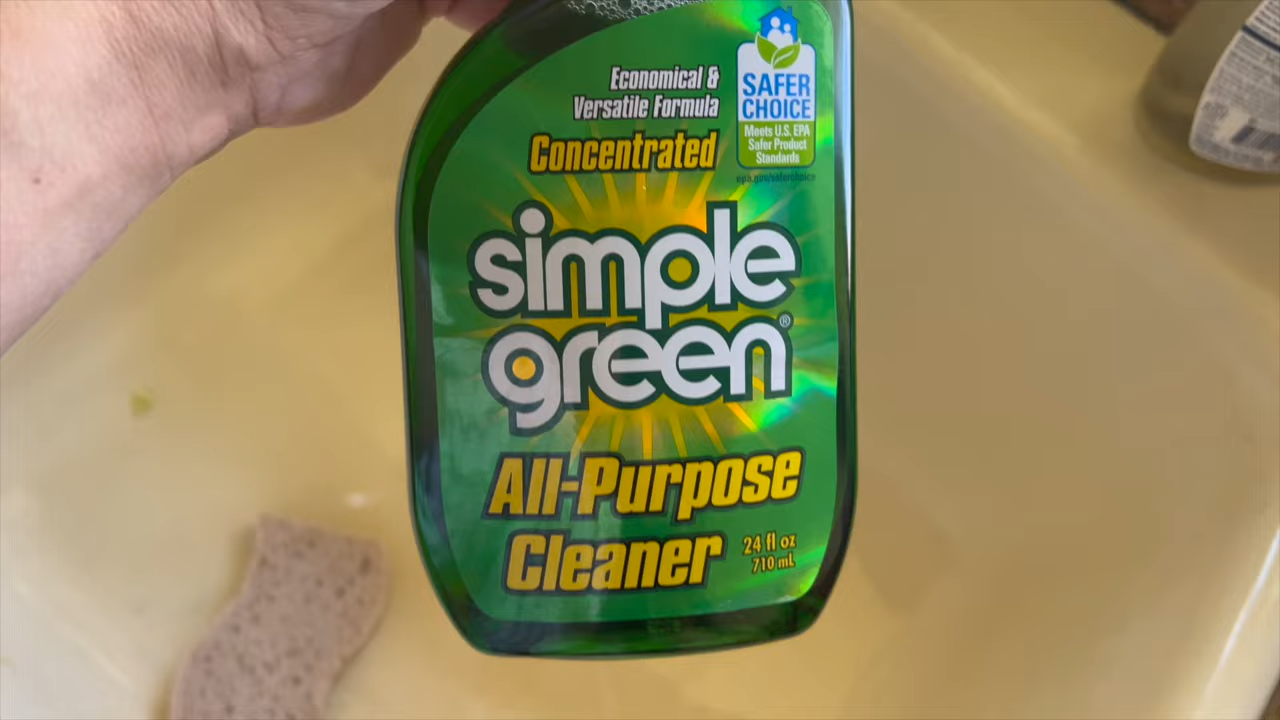 Economical &
Versatile Formula
Concentrated
SAFER
CHOICE
Meets U.S. EPA
Safer Product
Standards
epa.gov/saferchoice
simple
green®
All-Purpose
Cleaner
24 fl oz
710 mL